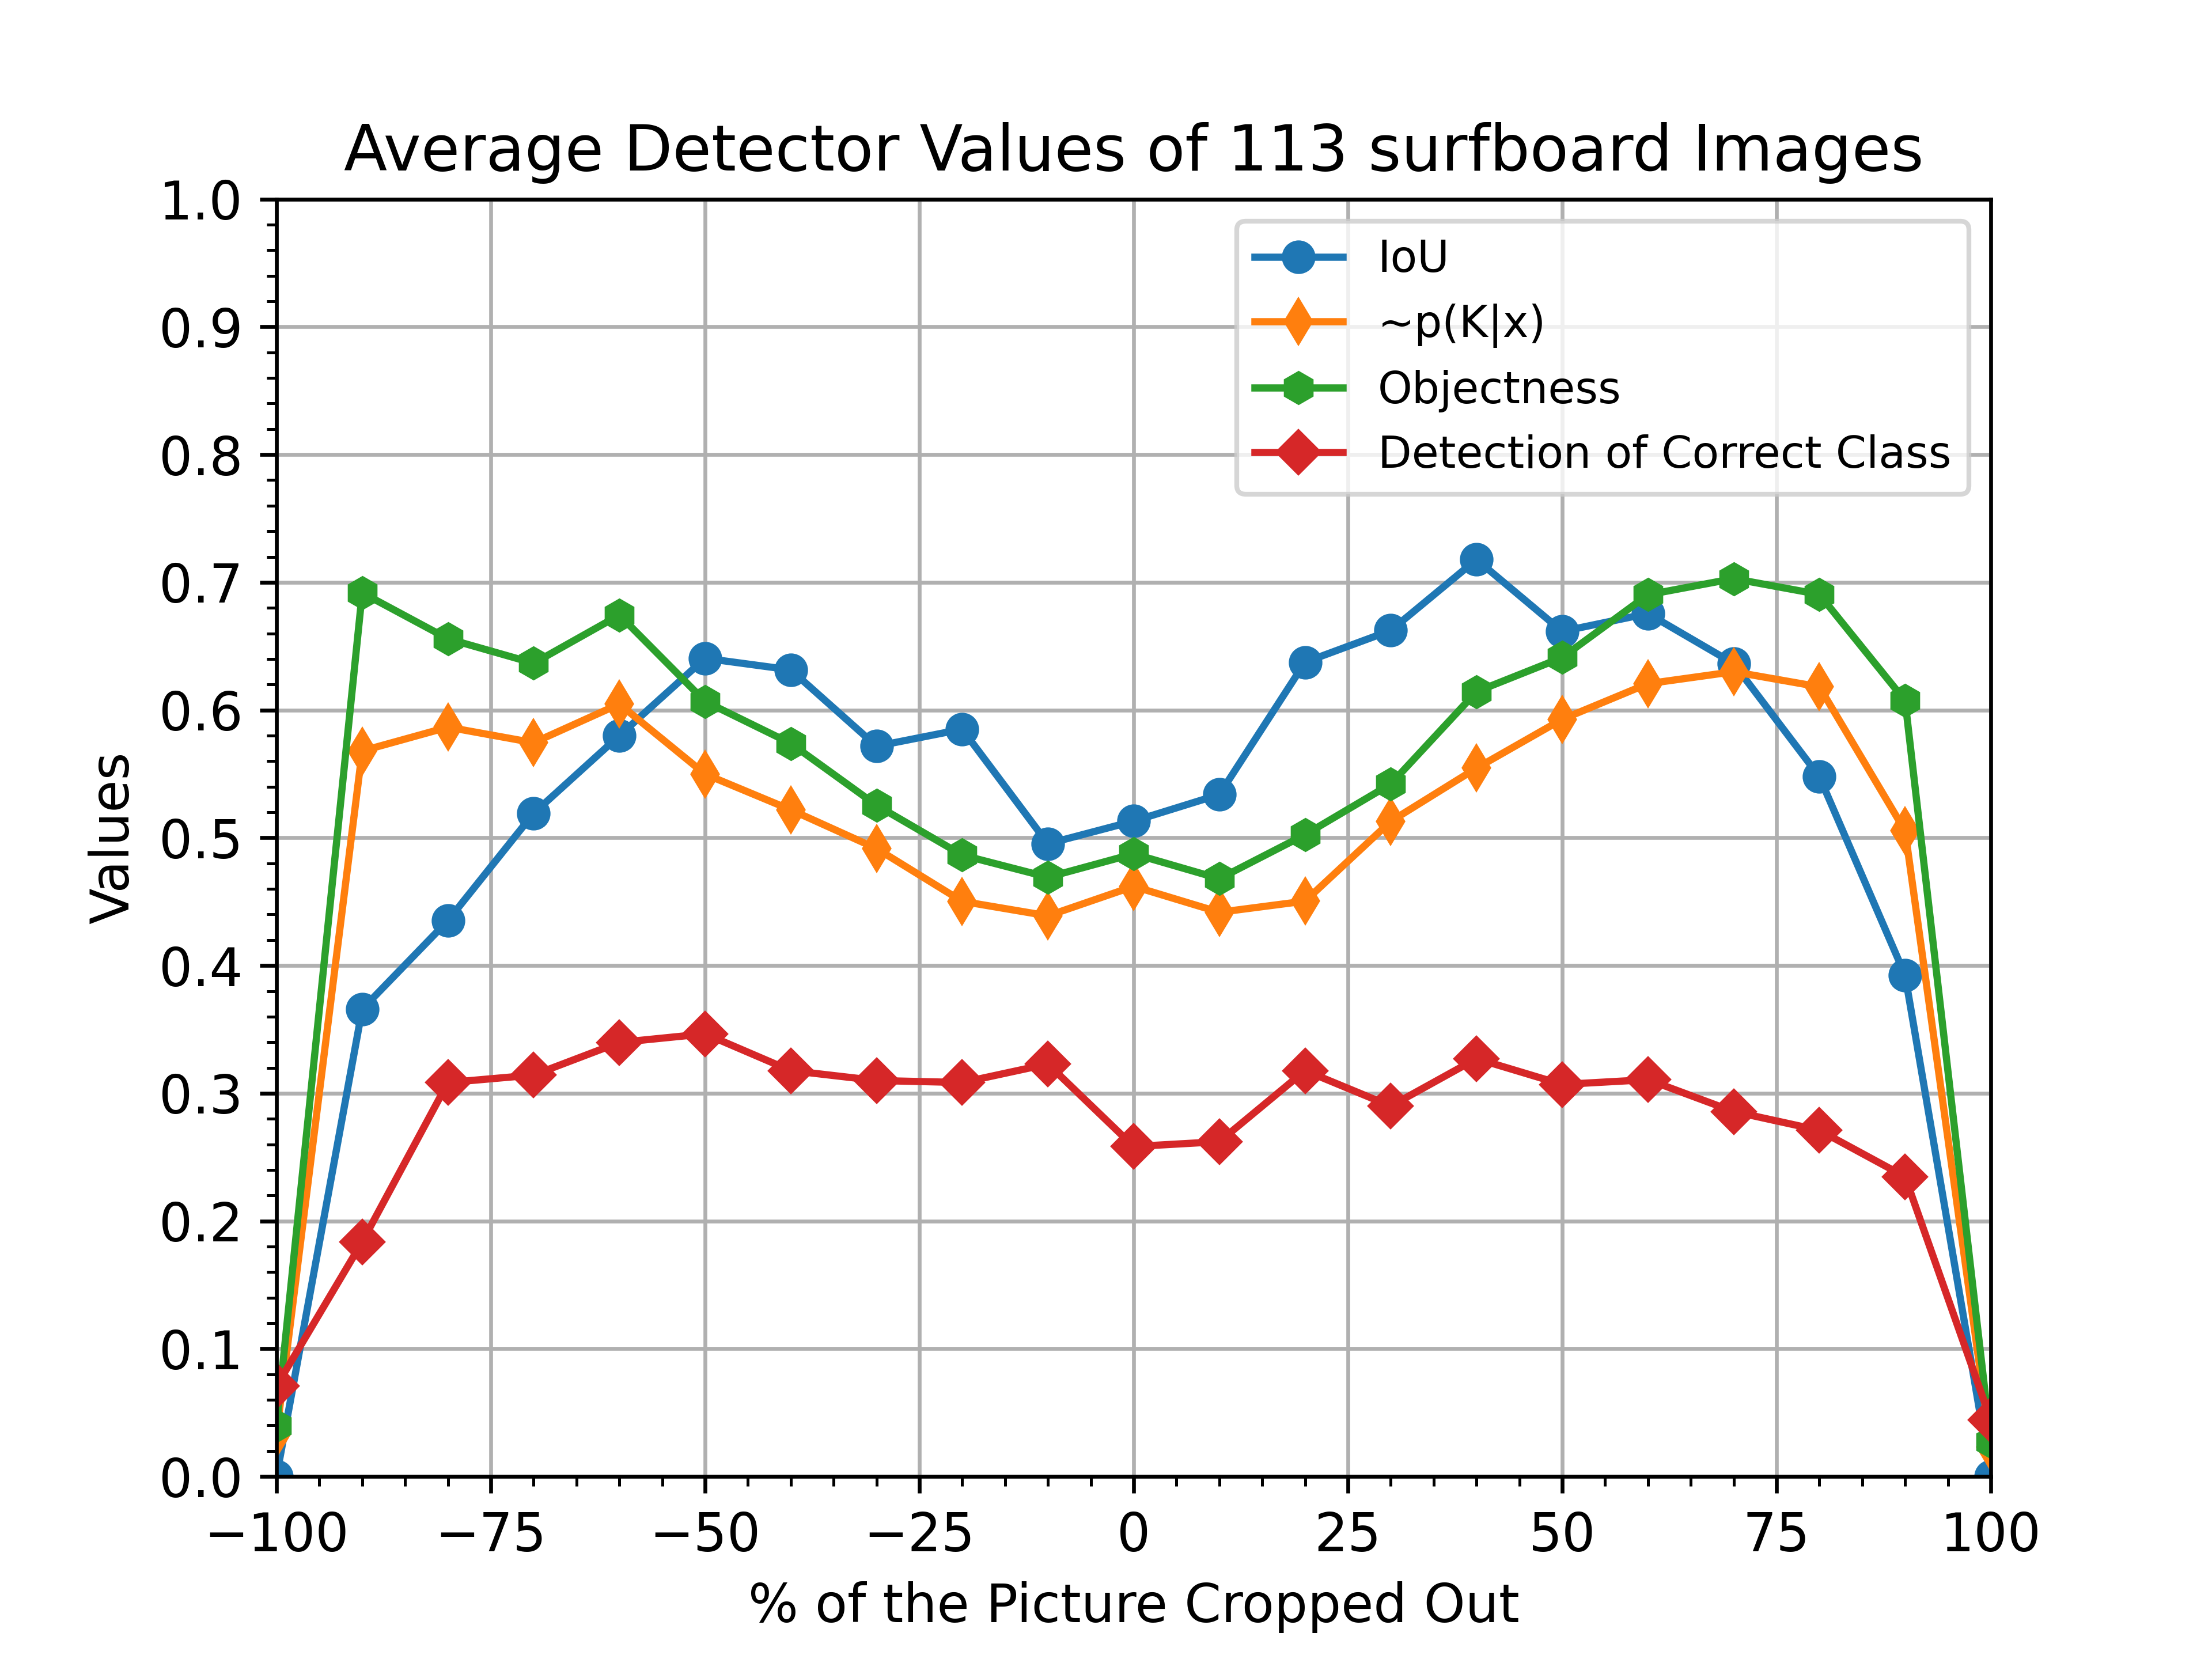 Average Detector Values of 113 surfboard Images
1.0
0.9
0.8
0.7
0.6
0.5
0.4
0.3
0.2
0.1
0.0
Values
IoU
~p(K|x)
Objectness
Detection of Correct Class
−100 −75 −50 −25 0 25 50 75 100
% of the Picture Cropped Out